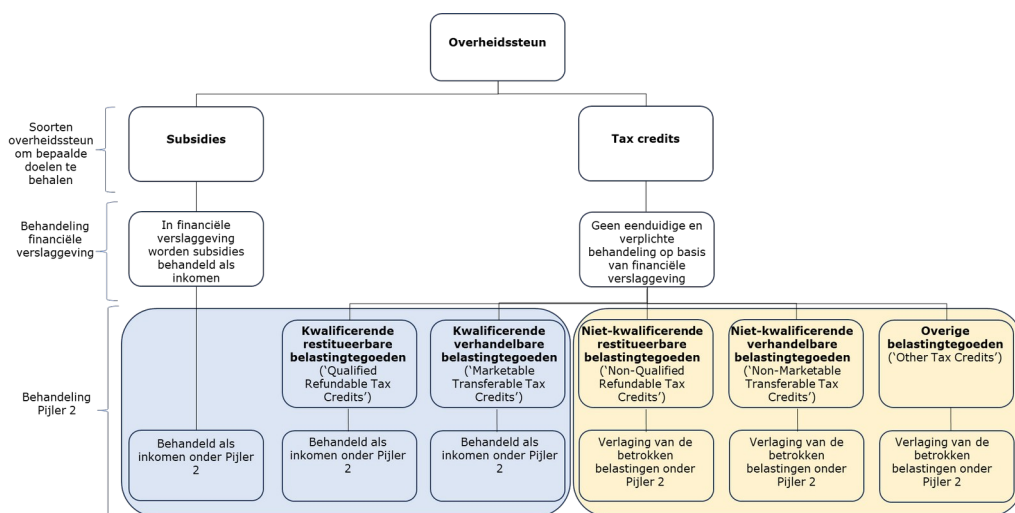 Overheidssteun
Soorten
overheidssteun
om bepaalde
doelen te
behalen
Subsidies
Tax credits
Behandeling
financiële
verslaggeving
In financiële
verslaggeving
worden subsidies
behandeld als
inkomen
Geen eenduidige en
verplichte
behandeling op basis
van financiële
verslaggeving
Behandeling
Pijler 2
Kwalificerende
restitueerbare
belastingtegoeden
(‘Qualified
Refundable Tax
Credits’)
Kwalificerende
verhandelbare
belastingtegoeden
(‘Marketable
Transferable Tax
Credits’)
Niet-kwalificerende
restitueerbare
belastingtegoeden
(‘Non-Qualified
Refundable Tax
Credits’)
Niet-kwalificerende
verhandelbare
belastingtegoeden
(‘Non-Marketable
Transferable Tax
Credits’)
Overige
belastingtegoeden
(‘Other Tax Credits’)
Behandeld als
inkomen onder Pijler
2
Behandeld als
inkomen onder Pijler
2
Behandeld als
inkomen onder Pijler
2
Verlaging van de
betrokken
belastingen onder
Pijler 2
Verlaging van de
betrokken
belastingen onder
Pijler 2
Verlaging van de
betrokken
belastingen onder
Pijler 2